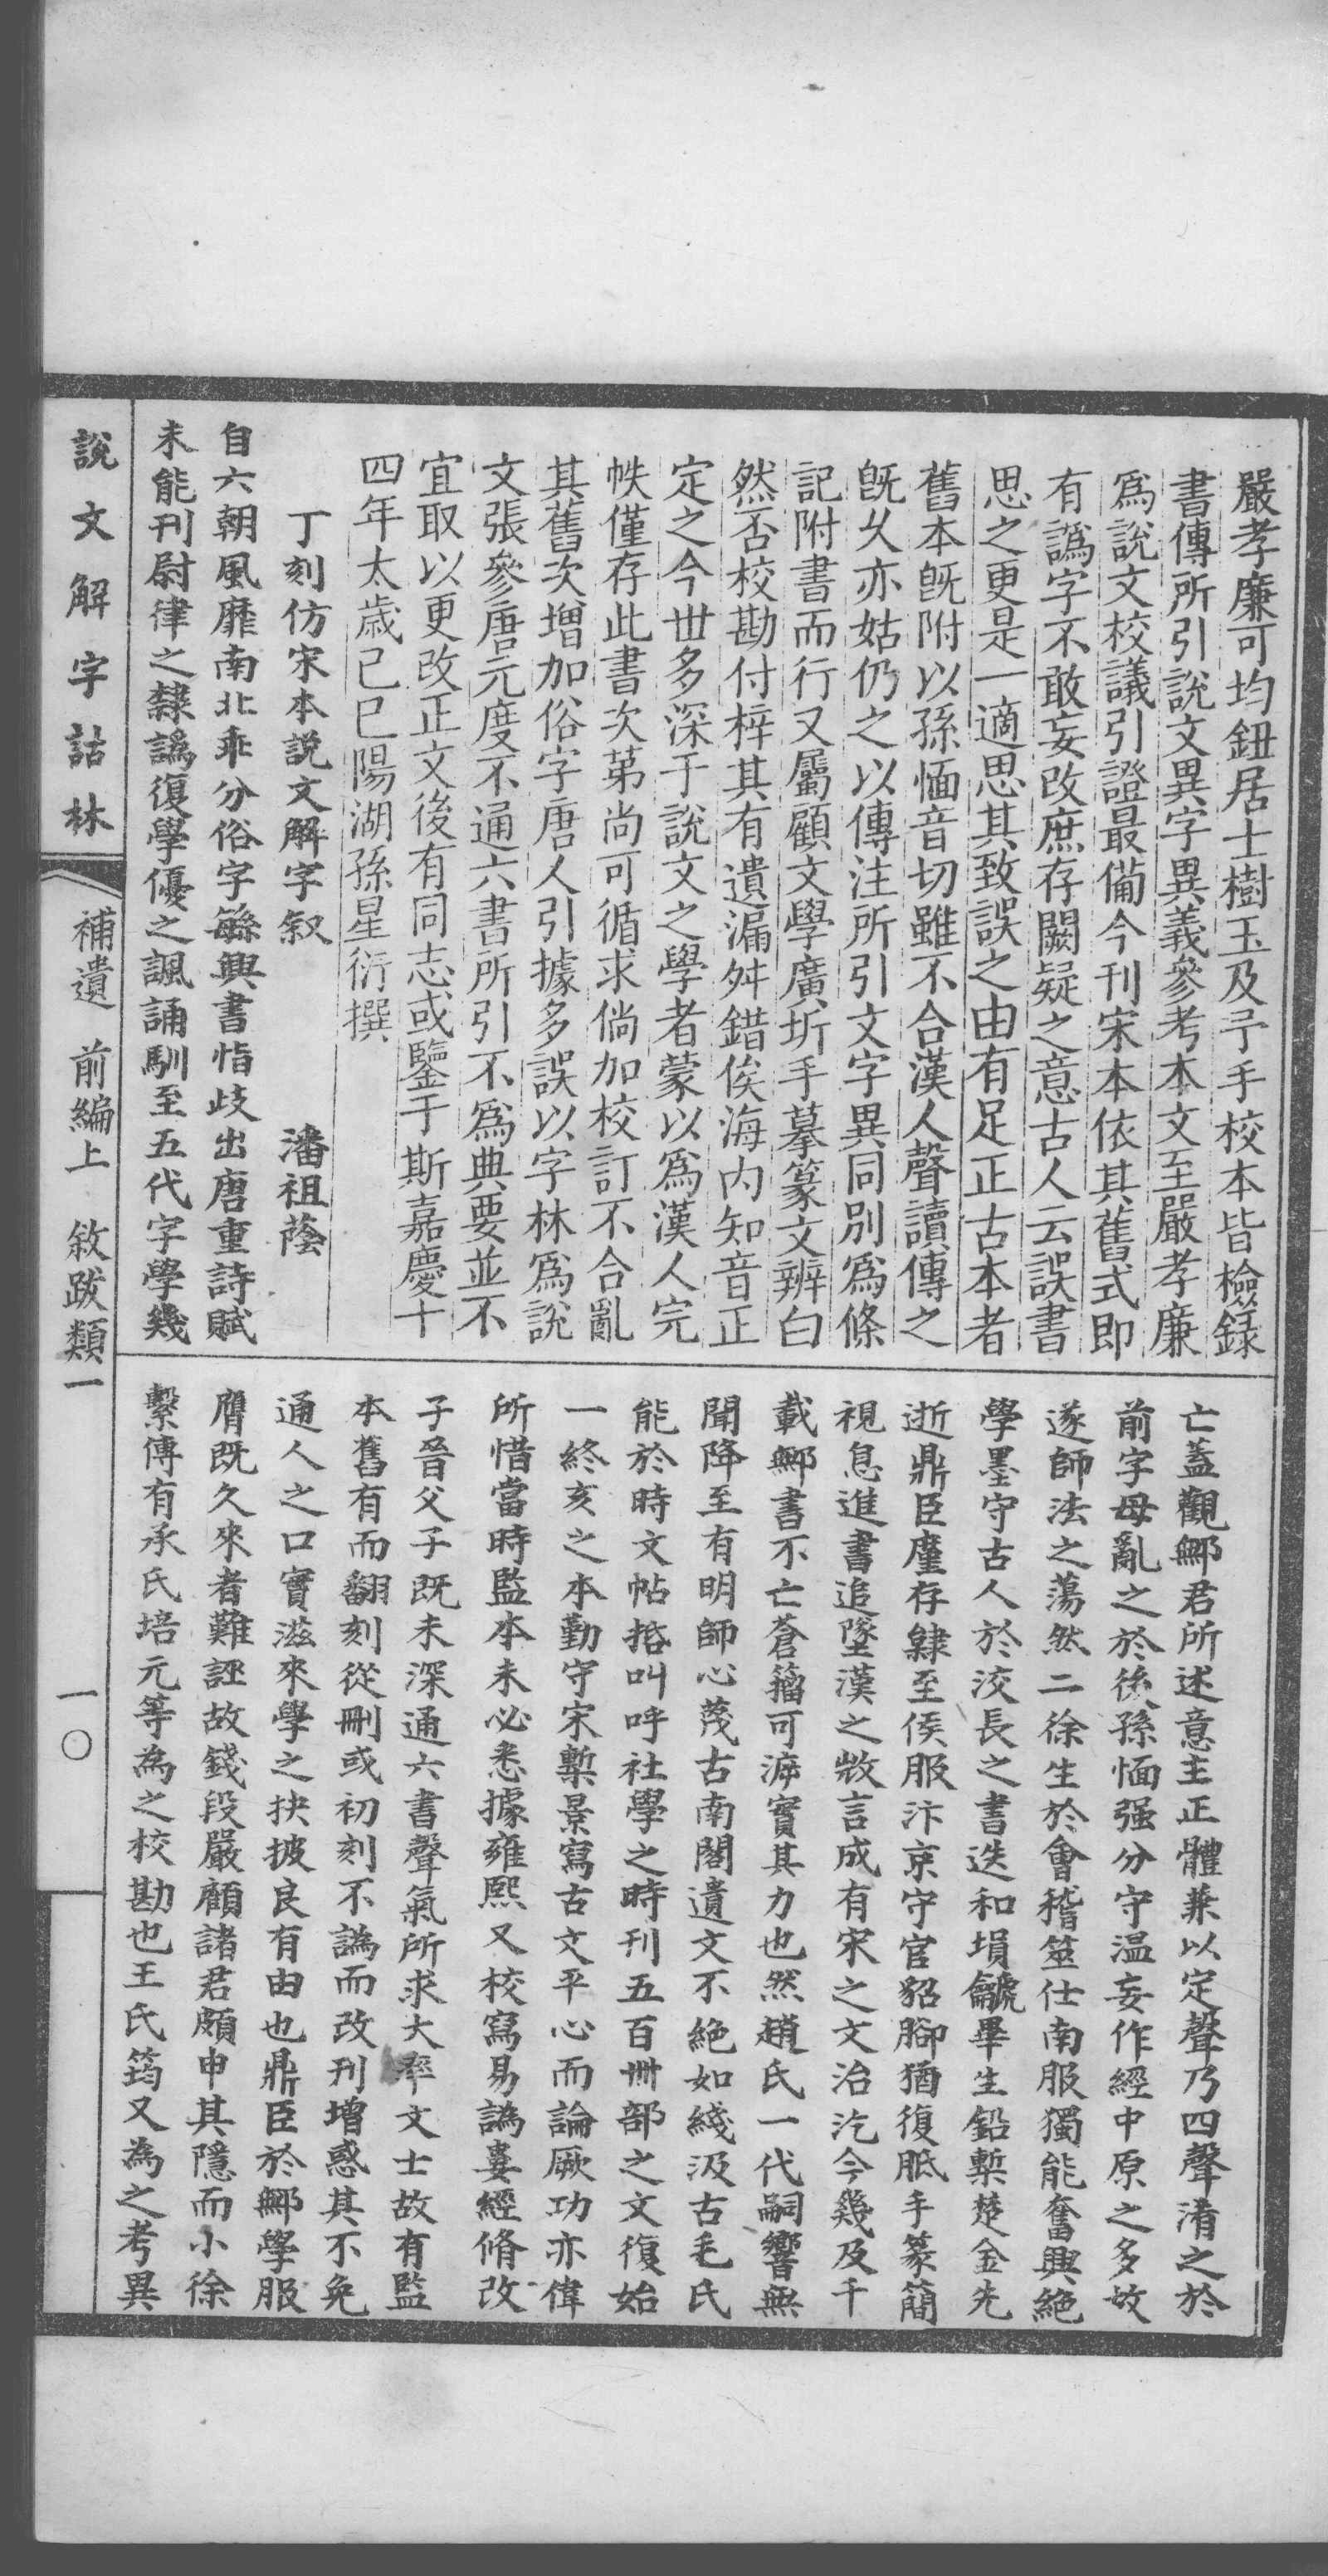 嚴孝廉可均鈕居士樹玉及予手校本皆檢錄
書傳所引說文異字異義參考本文至嚴孝廉
爲說文校議引證最備今刊宋本依其舊式即
有譌字不敢妄改庶存闕疑之意古人云誤書
思之更是一適思其致誤之由有足正古本者
舊本旣附以孫愐音切雖不合漢人聲讀傳之
旣乆亦姑仍之以傳注所引文字異同別爲條
記附書而行又屬顧文學廣圻手摹篆文辨白
然否校勘付梓其有遺漏舛錯俟海内知音正
定之今世多深于說文之學者蒙以爲漢人完
帙僅存此書次第尚可循求倘加校訂不合亂
其舊次增加俗字唐人引據多誤以字林爲說
文張參唐元度不通六書所引不爲典要並不
宜取以更改正文後有同志或鑒于斯嘉慶十
四年太歲己巳陽湖孫星衍撰
丁刻仿宋本説文解字叙 潘祖蔭
自六朝風靡南北乖分俗字緐興書恉歧出唐重詩賦
未能刊尉律之隸譌復學優之諷誦馴至五代字學幾
亡蓋觀鄦君所述意主正體兼以定聲乃四聲淆之於
前字母亂之於後孫愐强分守温妄作經中原之多故
遂師法之蕩然二徐生於會稽筮仕南服獨能奮興絕
學墨守古人於洨長之書迭和塤龥畢生鉛槧楚金先
逝鼎臣廑存隷至俟服汴京守官貂腳猶復胝手篆簡
視息進書追墜漢之敚言成有宋之文治汔今幾及千
載鄦書不亡蒼籀可溯寔其力也然趙氏一代嗣響無
聞降至有明師心蔑古南閣遺文不絶如綫汲古毛氏
能於時文帖括叫呼社學之時刊五百卌部之文復始
一終亥之本勤守宋槧景寫古文平心而論厥功亦偉
所惜當時監本未必悉據雍熙又校寫易譌婁經脩改
子晉父子既未深通六書聲氣所求大率文士故有監
本舊有而翻刻從刪或初刻不譌而改刊增惑其不免
通人之口實滋來學之抉披良有由也鼎臣於鄦學服
膺既久來者難誣故錢段嚴顧諸君頗申其隱而小徐
繫傳有承氏培元等為之校勘也王氏筠又為之考異
說文解字詁林 補遺 前編上 敘跋類一 一〇